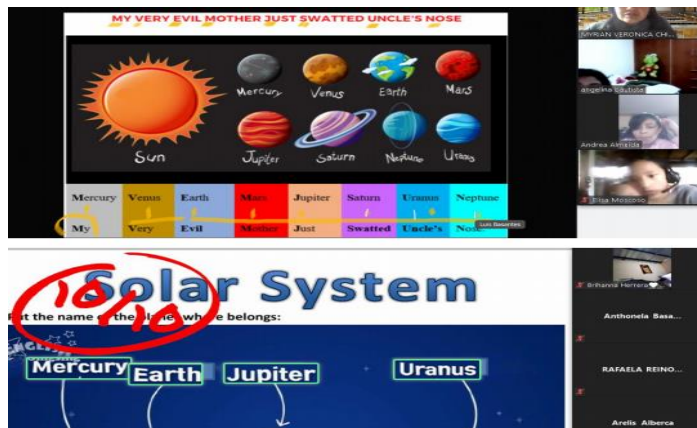 MY VERY EVIL MOTHER JUST SWATTED UNCLE'S NOSE
Mercury Venus Earth Mars
Sun Jupiter Saturn Neptune Uranus
Mercury Venus Earth Mars Jupiter Saturn Uranus Neptune
My Very Evil Mother Just Swatted Uncle's Nose
Luis Basantes
MYRIAN VERONICA CHI...
angelina bautista
Andrea Almeida
Elisa Moscoso
Solar System
10/10
Put the name of the planet where belongs:
Mercury Earth Jupiter Uranus
Brihanna Herrera
Anthonela Basa...
RAFAELA REINO...
Arelis Alberca